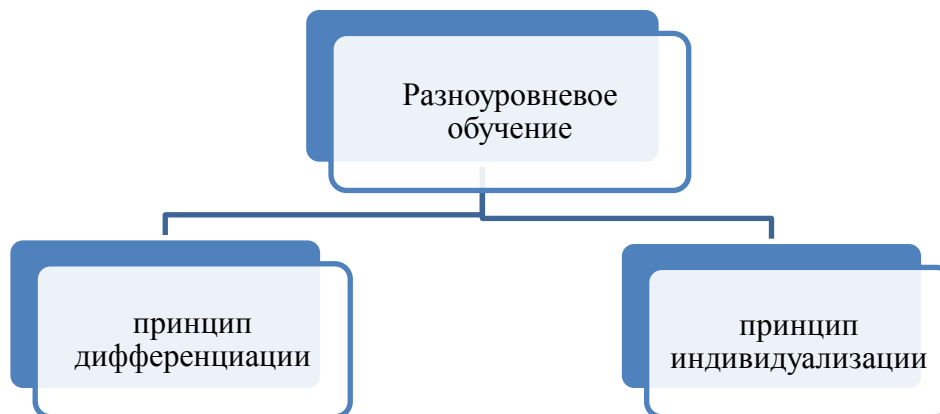 Разноуровневое
обучение
принцип
дифференциации
принцип
индивидуализации